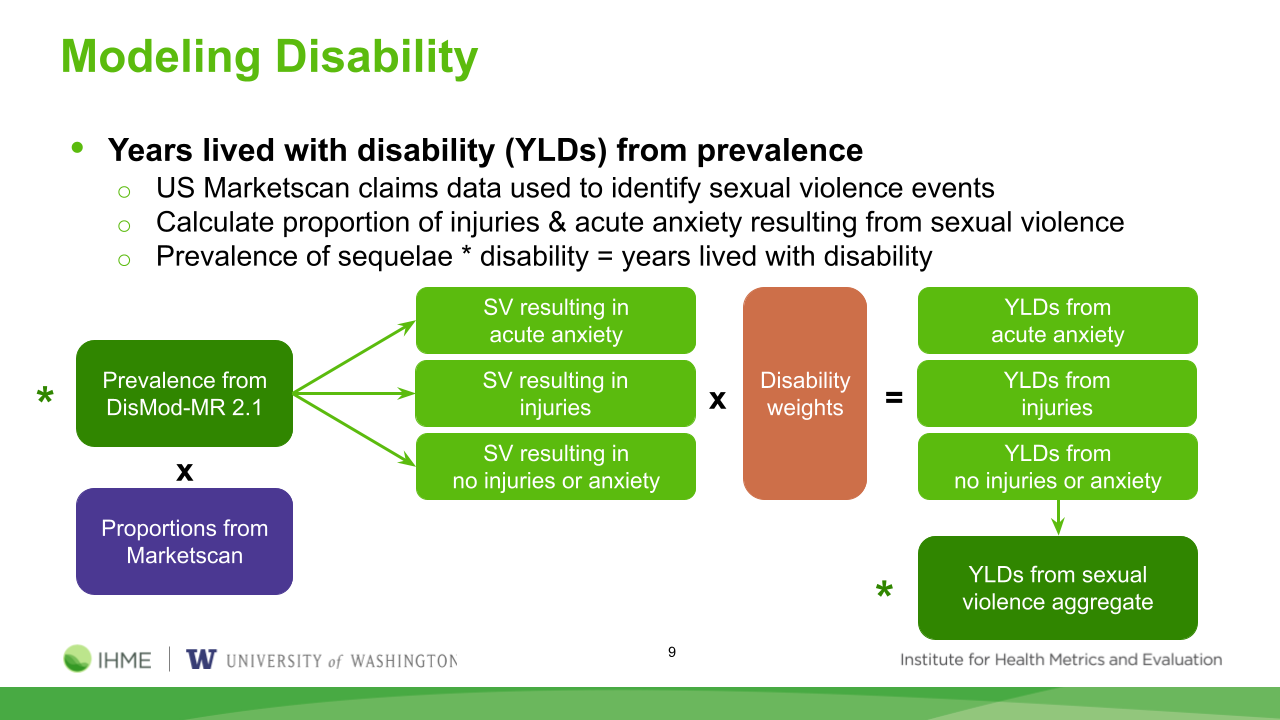 Modeling Disability
• Years lived with disability (YLDs) from prevalence
o US Marketscan claims data used to identify sexual violence events
o Calculate proportion of injuries & acute anxiety resulting from sexual violence
o Prevalence of sequelae * disability = years lived with disability
*
Prevalence from
DisMod-MR 2.1
x
Proportions from
Marketscan
SV resulting in
acute anxiety
SV resulting in
injuries
SV resulting in
no injuries or anxiety
x
Disability
weights
=
YLDs from
acute anxiety
YLDs from
injuries
YLDs from
no injuries or anxiety
*
YLDs from sexual
violence aggregate
IHME | W UNIVERSITY of WASHINGTON
9
Institute for Health Metrics and Evaluation